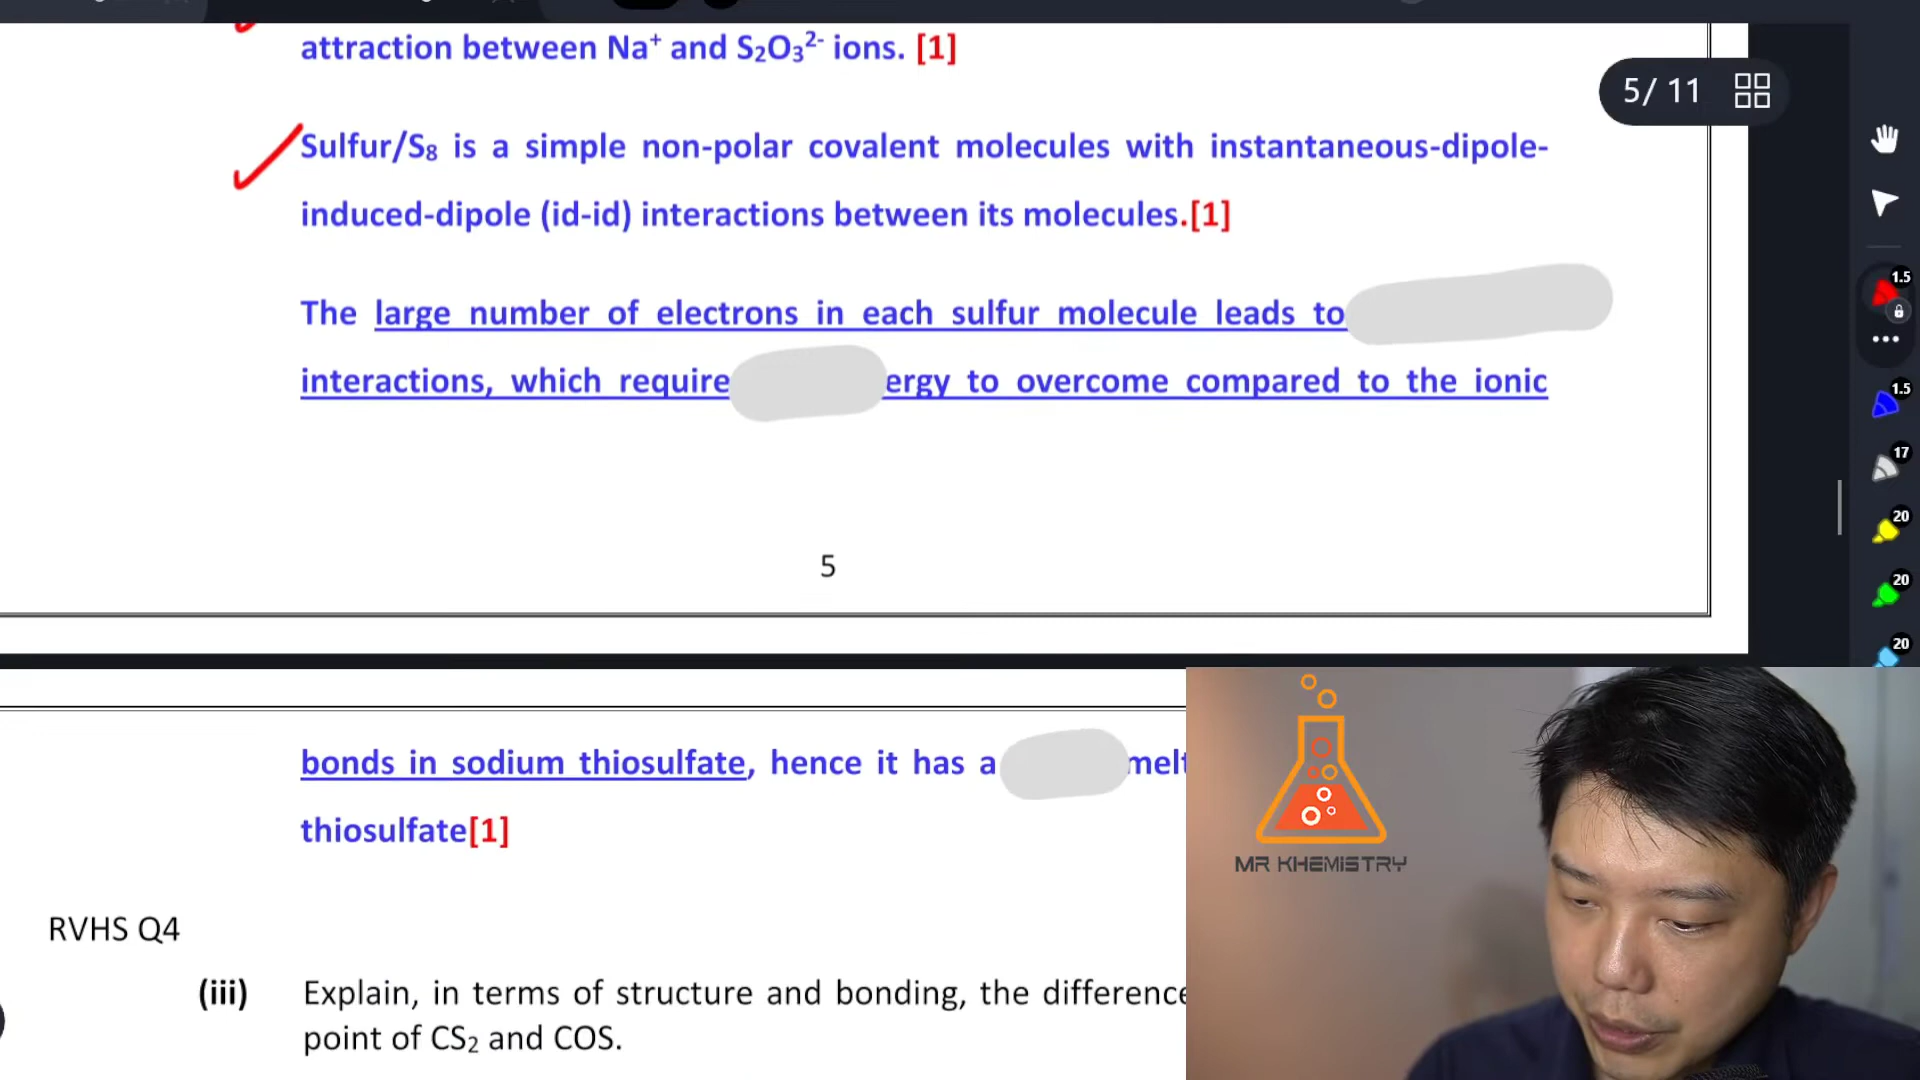 attraction between Na⁺ and S₂O₃²⁻ ions. [1]
5/ 11
Sulfur/S₈ is a simple non-polar covalent molecules with instantaneous-dipole-
induced-dipole (id-id) interactions between its molecules.[1]
The large number of electrons in each sulfur molecule leads to
interactions, which require ergy to overcome compared to the ionic
5
bonds in sodium thiosulfate, hence it has a melt
thiosulfate[1]
RVHS Q4
(iii) Explain, in terms of structure and bonding, the difference
point of CS₂ and COS.
1.5
1.5
17
20
20
20
MR KHEMISTRY